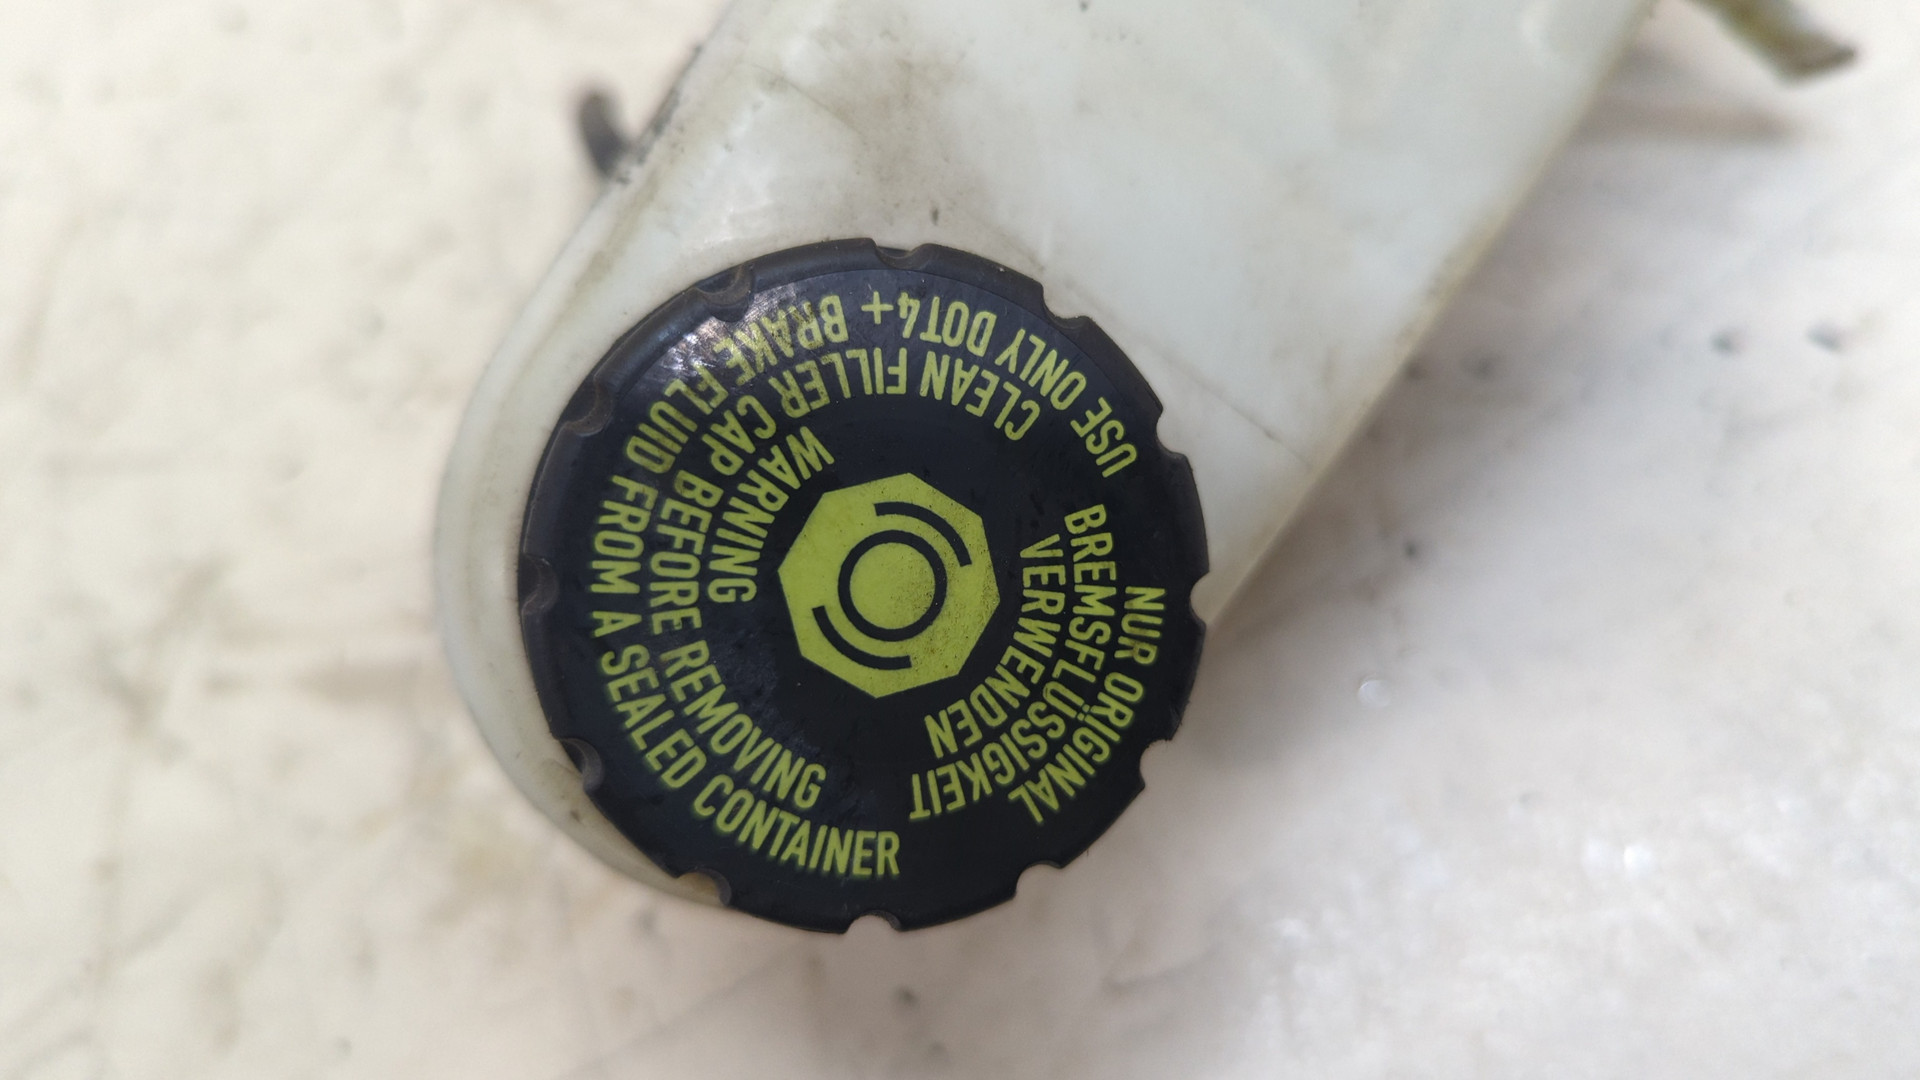 WARNING
CLEAN FILLER CAP BEFORE REMOVING
USE ONLY DOT4+ BRAKE FLUID FROM A SEALED CONTAINER
NUR ORIGINAL
BREMSFLÜSSIGKEIT
VERWENDEN